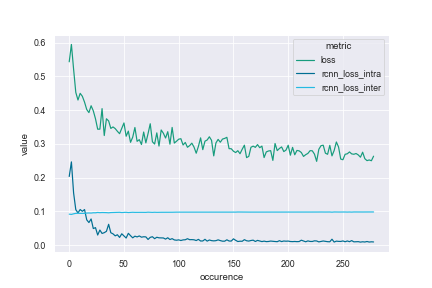 metric
loss
rcnn_loss_intra
rcnn_loss_inter
0.6
0.5
0.4
0.3
0.2
0.1
0.0
value
0 50 100 150 200 250
occurence